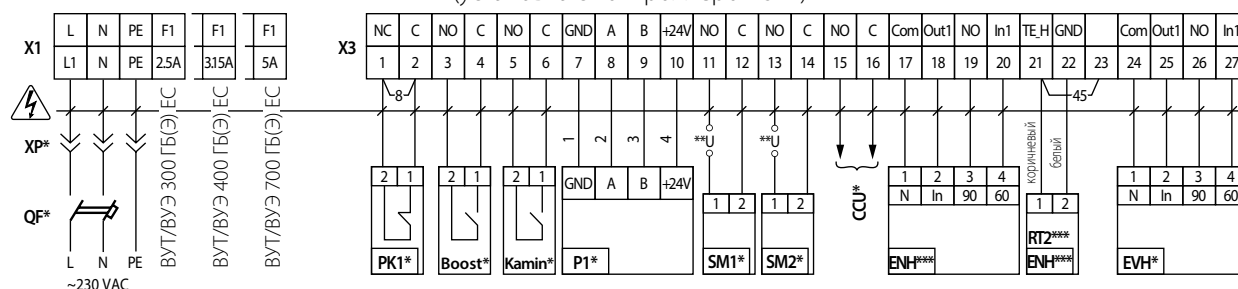 X1
L N PE F1 F1 F1
L1 N PE 2.5A 3.15A 5A
X3
NC C NO C NO C GND A B +24V NO C NO C NO C Com Out1 NO In1 TE_H GND Com Out1 NO In1
1 2 3 4 5 6 7 8 9 10 11 12 13 14 15 16 17 18 19 20 21 22 23 24 25 26 27
8
45
XP*
QF*
L N PE
~230 VAC
ВУТ/ВУЭ 300 ГБ(Э) ЕС
ВУТ/ВУЭ 400 ГБ(Э) ЕС
ВУТ/ВУЭ 700 ГБ(Э) ЕС
2 1
PK1*
2 1
Boost*
2 1
Kamin*
1 2 3 4
GND A B +24V
P1*
**U
1 2
SM1*
**U
1 2
SM2*
CCU*
1 2 3 4
N In 90 60
ENH***
коричневый
белый
1 2
RT2***
ENH***
1 2 3 4
N In 90 60
EVH*